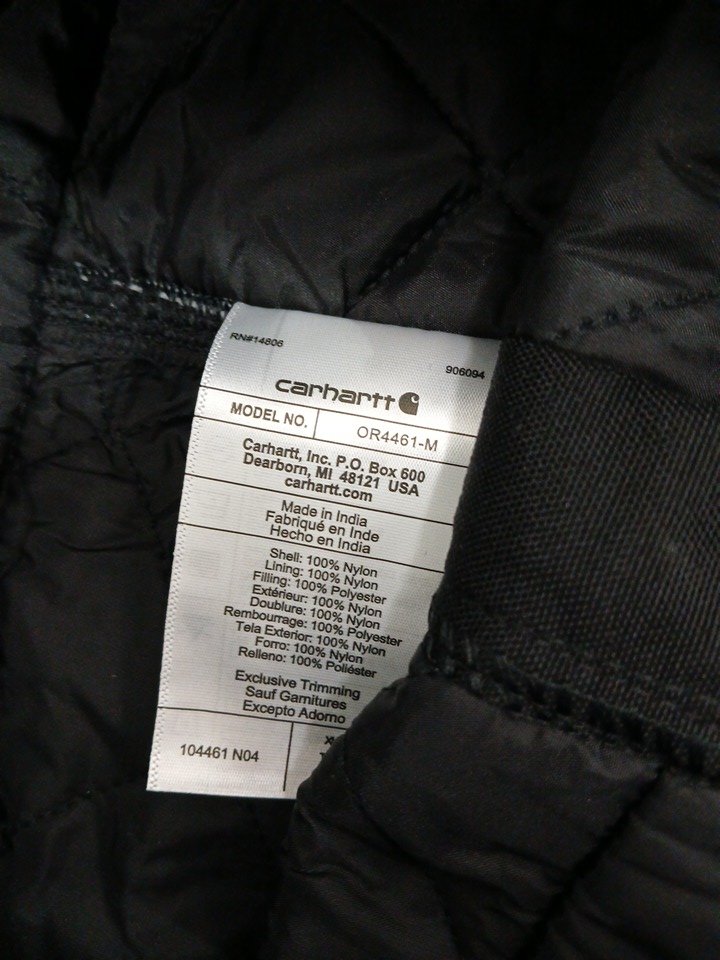 RN#14806
906094
carhartt
MODEL NO. OR4461-M
Carhartt, Inc. P.O. Box 600
Dearborn, MI 48121 USA
carhartt.com
Made in India
Fabriqué en Inde
Hecho en India
Shell: 100% Nylon
Lining: 100% Nylon
Filling: 100% Polyester
Extérieur: 100% Nylon
Doublure: 100% Nylon
Rembourrage: 100% Polyester
Tela Exterior: 100% Nylon
Forro: 100% Nylon
Relleno: 100% Poliéster
Exclusive Trimming
Sauf Garnitures
Excepto Adorno
104461 N04